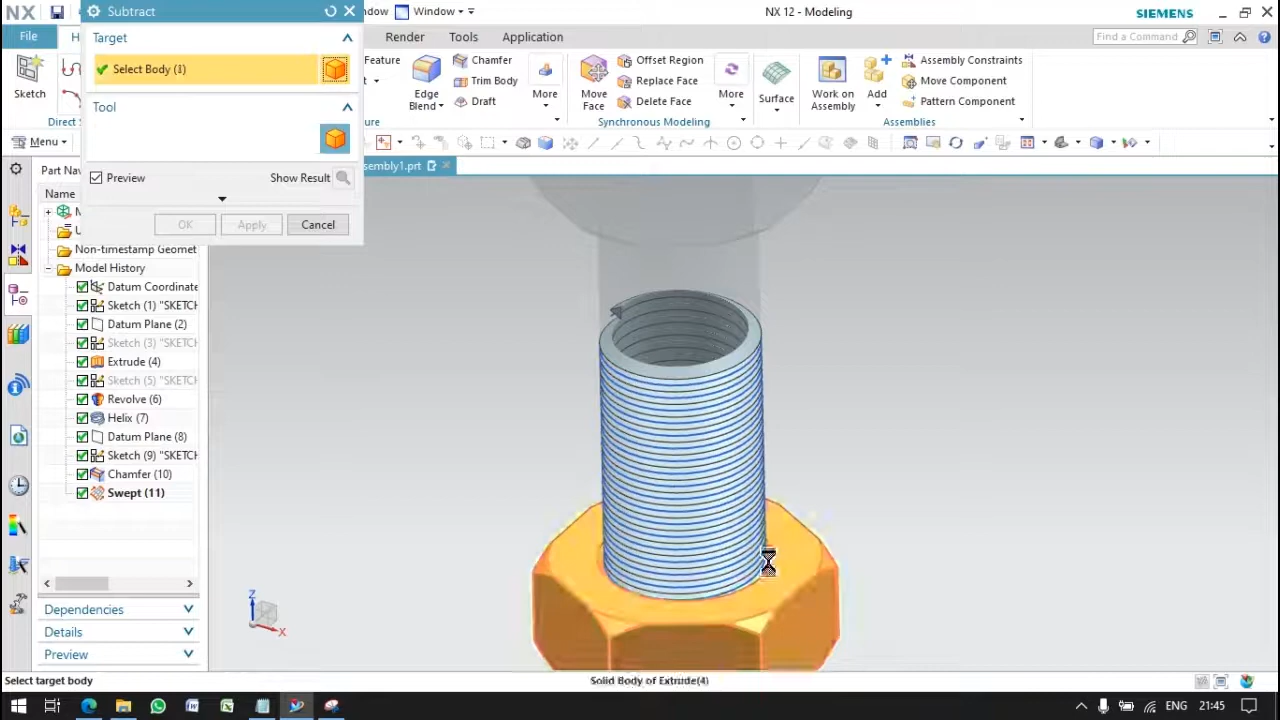 NX
Subtract
ndow
Window
NX 12 - Modeling
SIEMENS
File
H
Render
Tools
Application
Find a Command
Target
Select Body (1)
Tool
Preview
Show Result
OK
Apply
Cancel
Sketch
Direct S
Feature
ture
Edge
Blend
Chamfer
Trim Body
Draft
More
Move
Face
Offset Region
Replace Face
Delete Face
More
Synchronous Modeling
Surface
Work on
Assembly
Add
Assembly Constraints
Move Component
Pattern Component
Assemblies
Menu
sembly1.prt
Part Nav
Name
Non-timestamp Geomet
Model History
Datum Coordinate
Sketch (1) "SKETCH
Datum Plane (2)
Sketch (3) "SKETCH
Extrude (4)
Sketch (5) "SKETCH
Revolve (6)
Helix (7)
Datum Plane (8)
Sketch (9) "SKETCH
Chamfer (10)
Swept (11)
Dependencies
Details
Preview
Z
X
Select target body
Solid Body of Extrude(4)
ENG
21:45